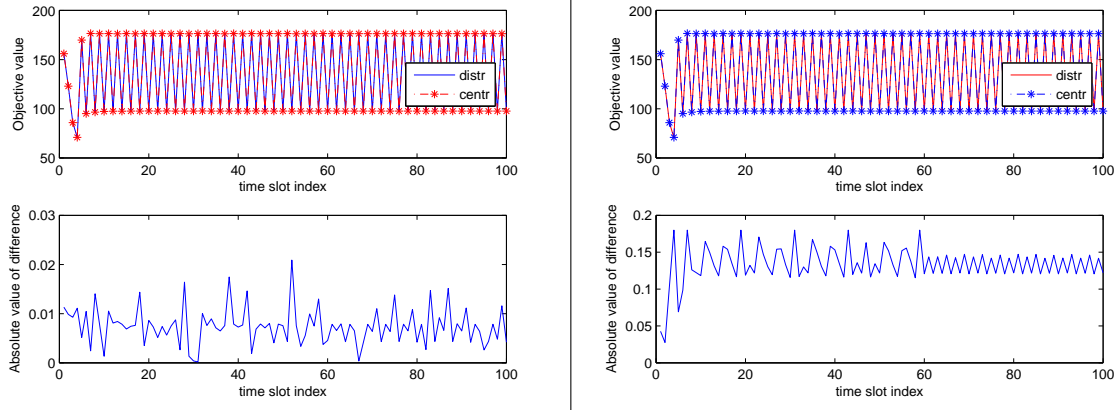 200
150
100
50
Objective value
distr
centr
0 20 40 60 80 100
time slot index
0.03
0.02
0.01
0
Absolute value of difference
0 20 40 60 80 100
time slot index
200
150
100
50
Objective value
distr
centr
0 20 40 60 80 100
time slot index
0.2
0.15
0.1
0.05
0
Absolute value of difference
0 20 40 60 80 100
time slot index